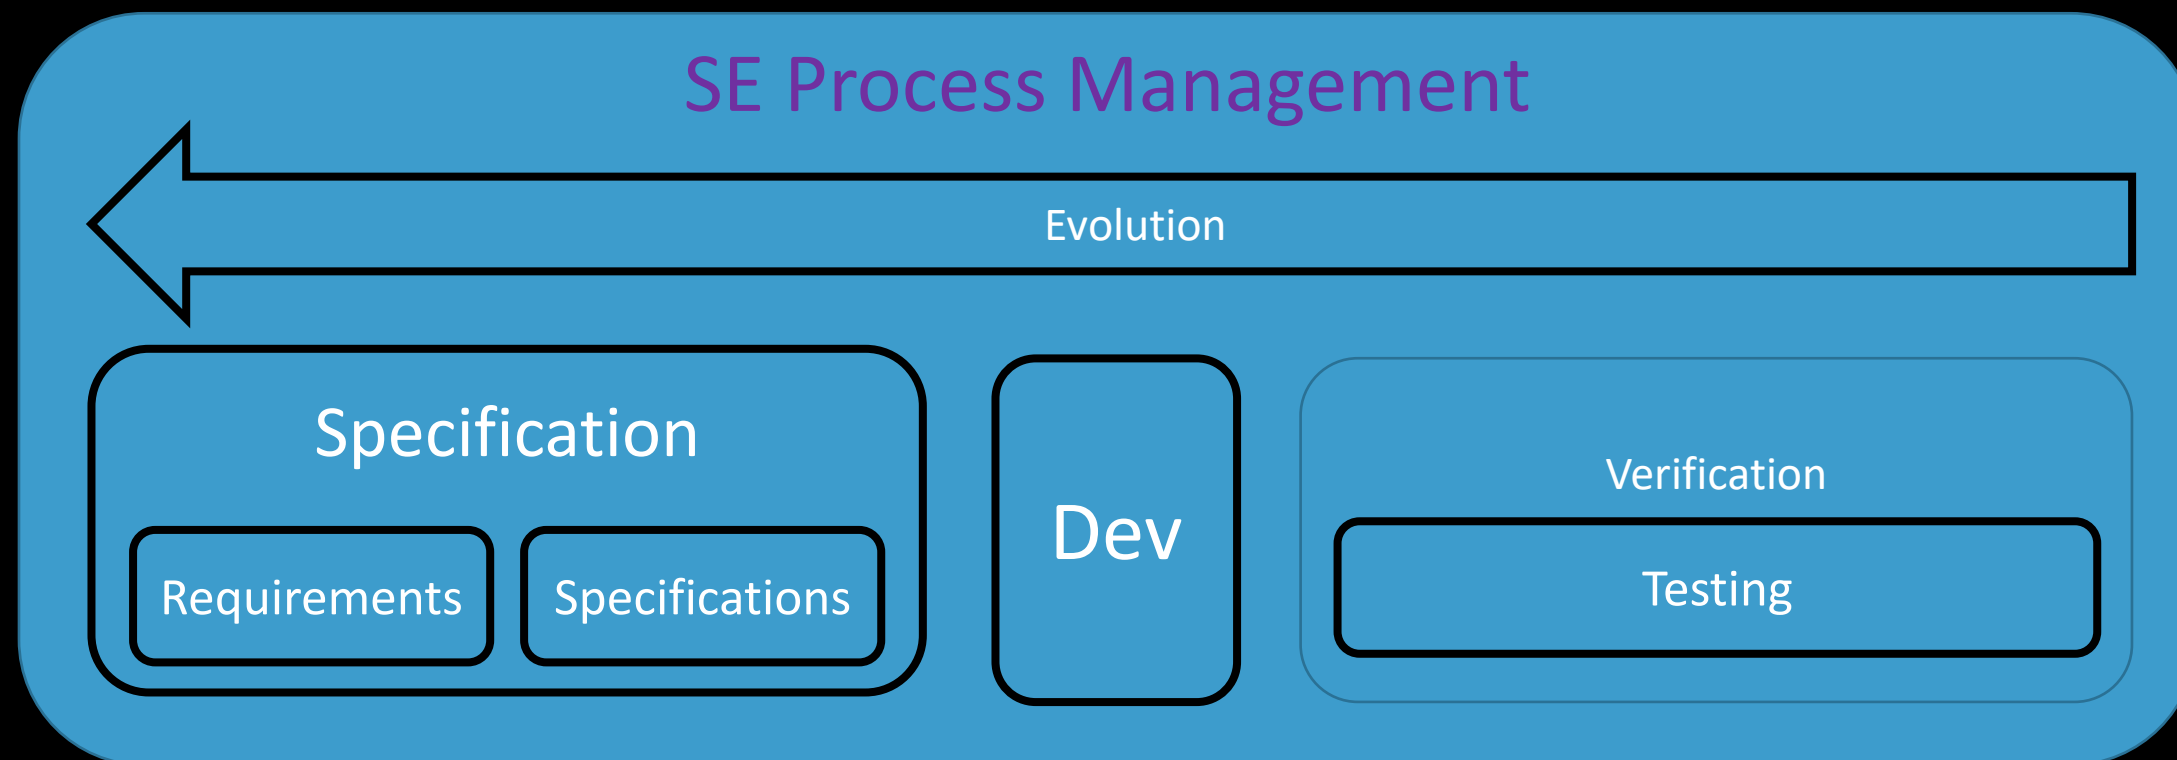 SE Process Management
Evolution
Specification
Requirements
Specifications
Dev
Verification
Testing